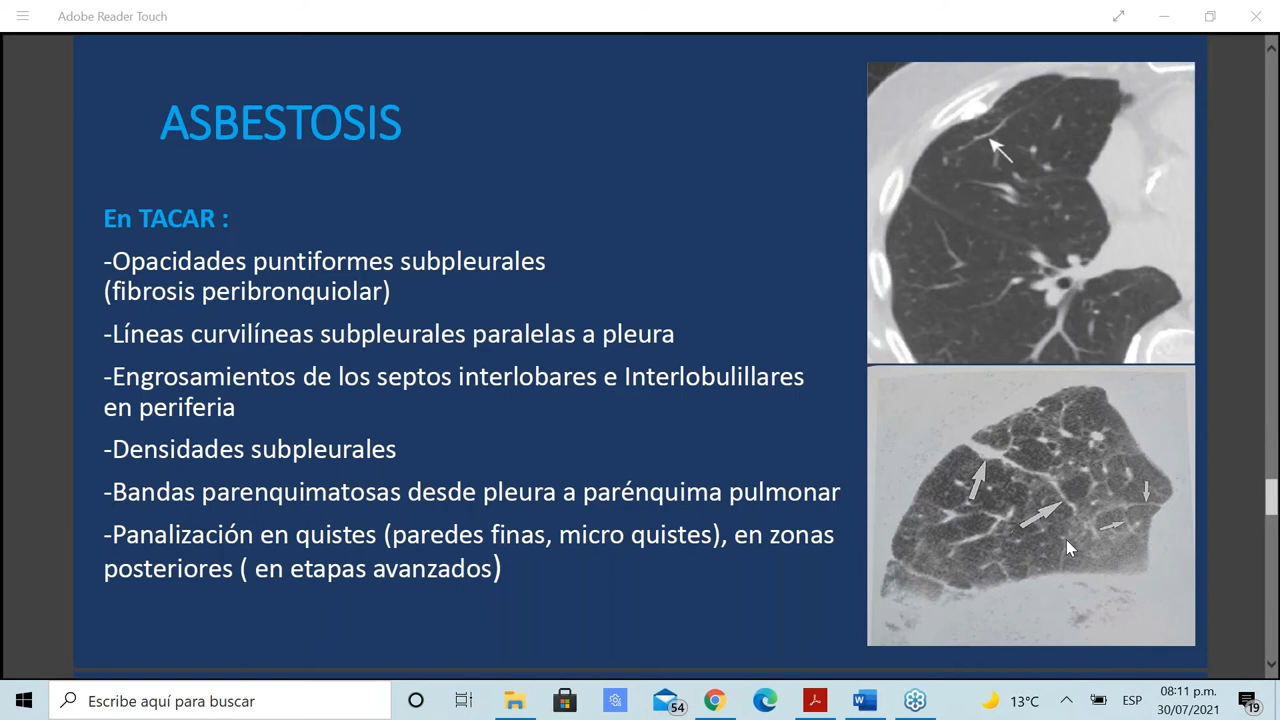 Adobe Reader Touch
ASBESTOSIS
En TACAR :
-Opacidades puntiformes subpleurales
(fibrosis peribronquiolar)
-Líneas curvilíneas subpleurales paralelas a pleura
-Engrosamientos de los septos interlobares e Interlobulillares
en periferia
-Densidades subpleurales
-Bandas parenquimatosas desde pleura a parénquima pulmonar
-Panalización en quistes (paredes finas, micro quistes), en zonas
posteriores ( en etapas avanzados)
Escribe aquí para buscar
54
13°C
ESP
08:11 p.m.
30/07/2021
19